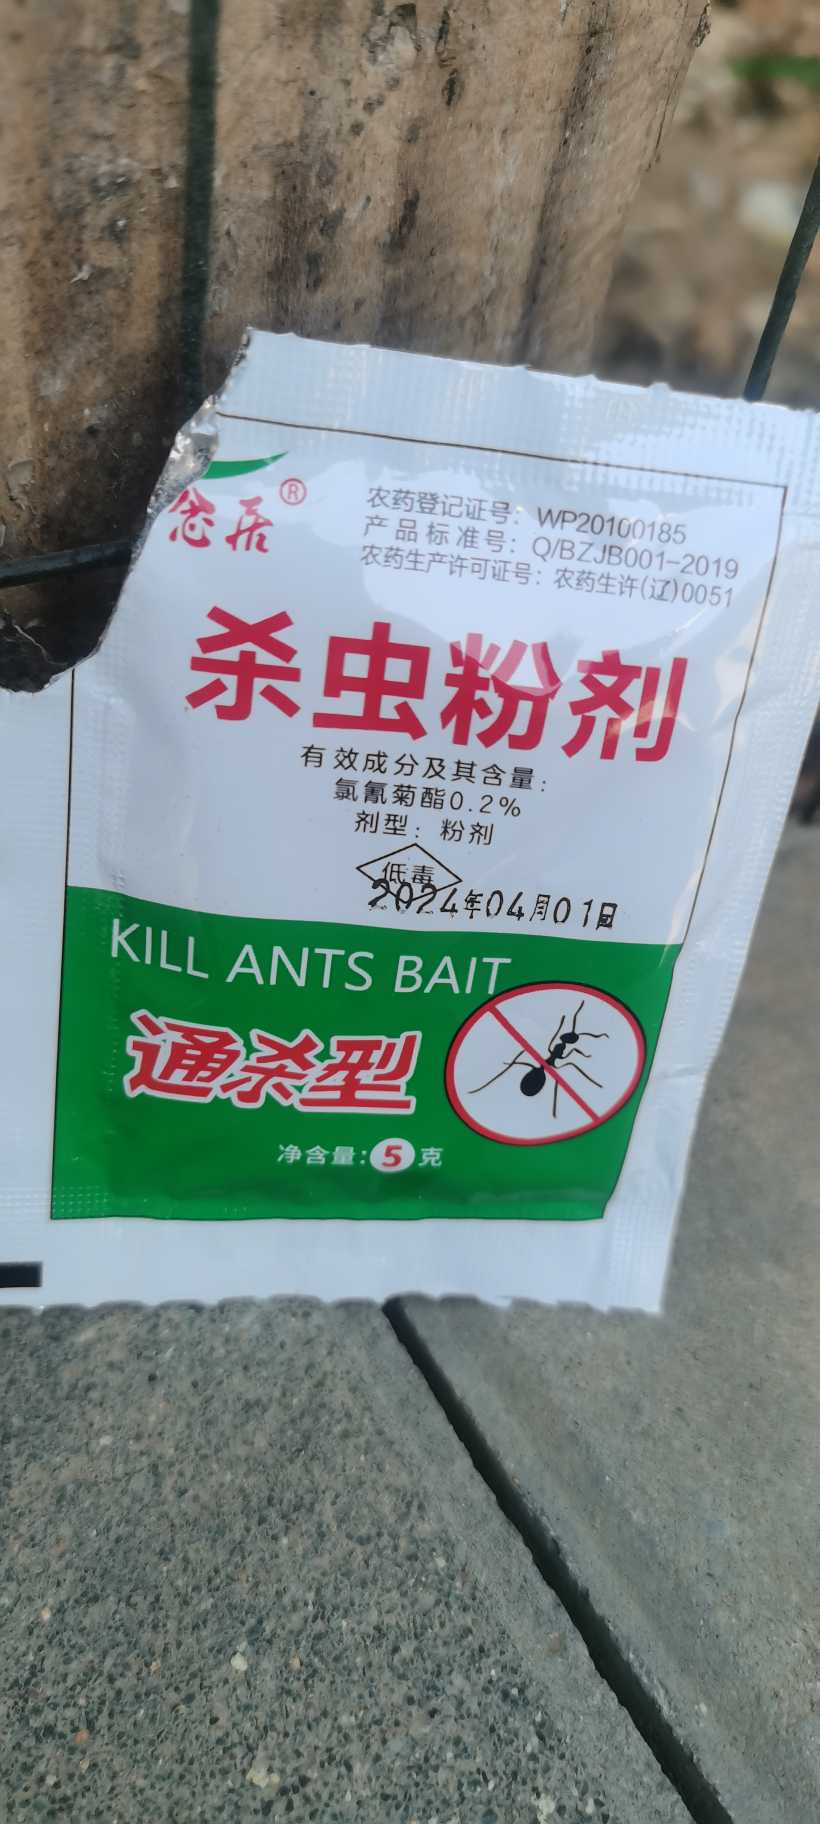 居
®
农药登记证号：WP20100185
产品标准号：Q/BZJB001-2019
农药生产许可证号：农药生许(辽)0051
杀虫粉剂
有效成分及其含量：
氯氰菊酯0.2%
剂型：粉剂
低毒
2024年04月01日
KILL ANTS BAIT
通杀型
净含量:5克